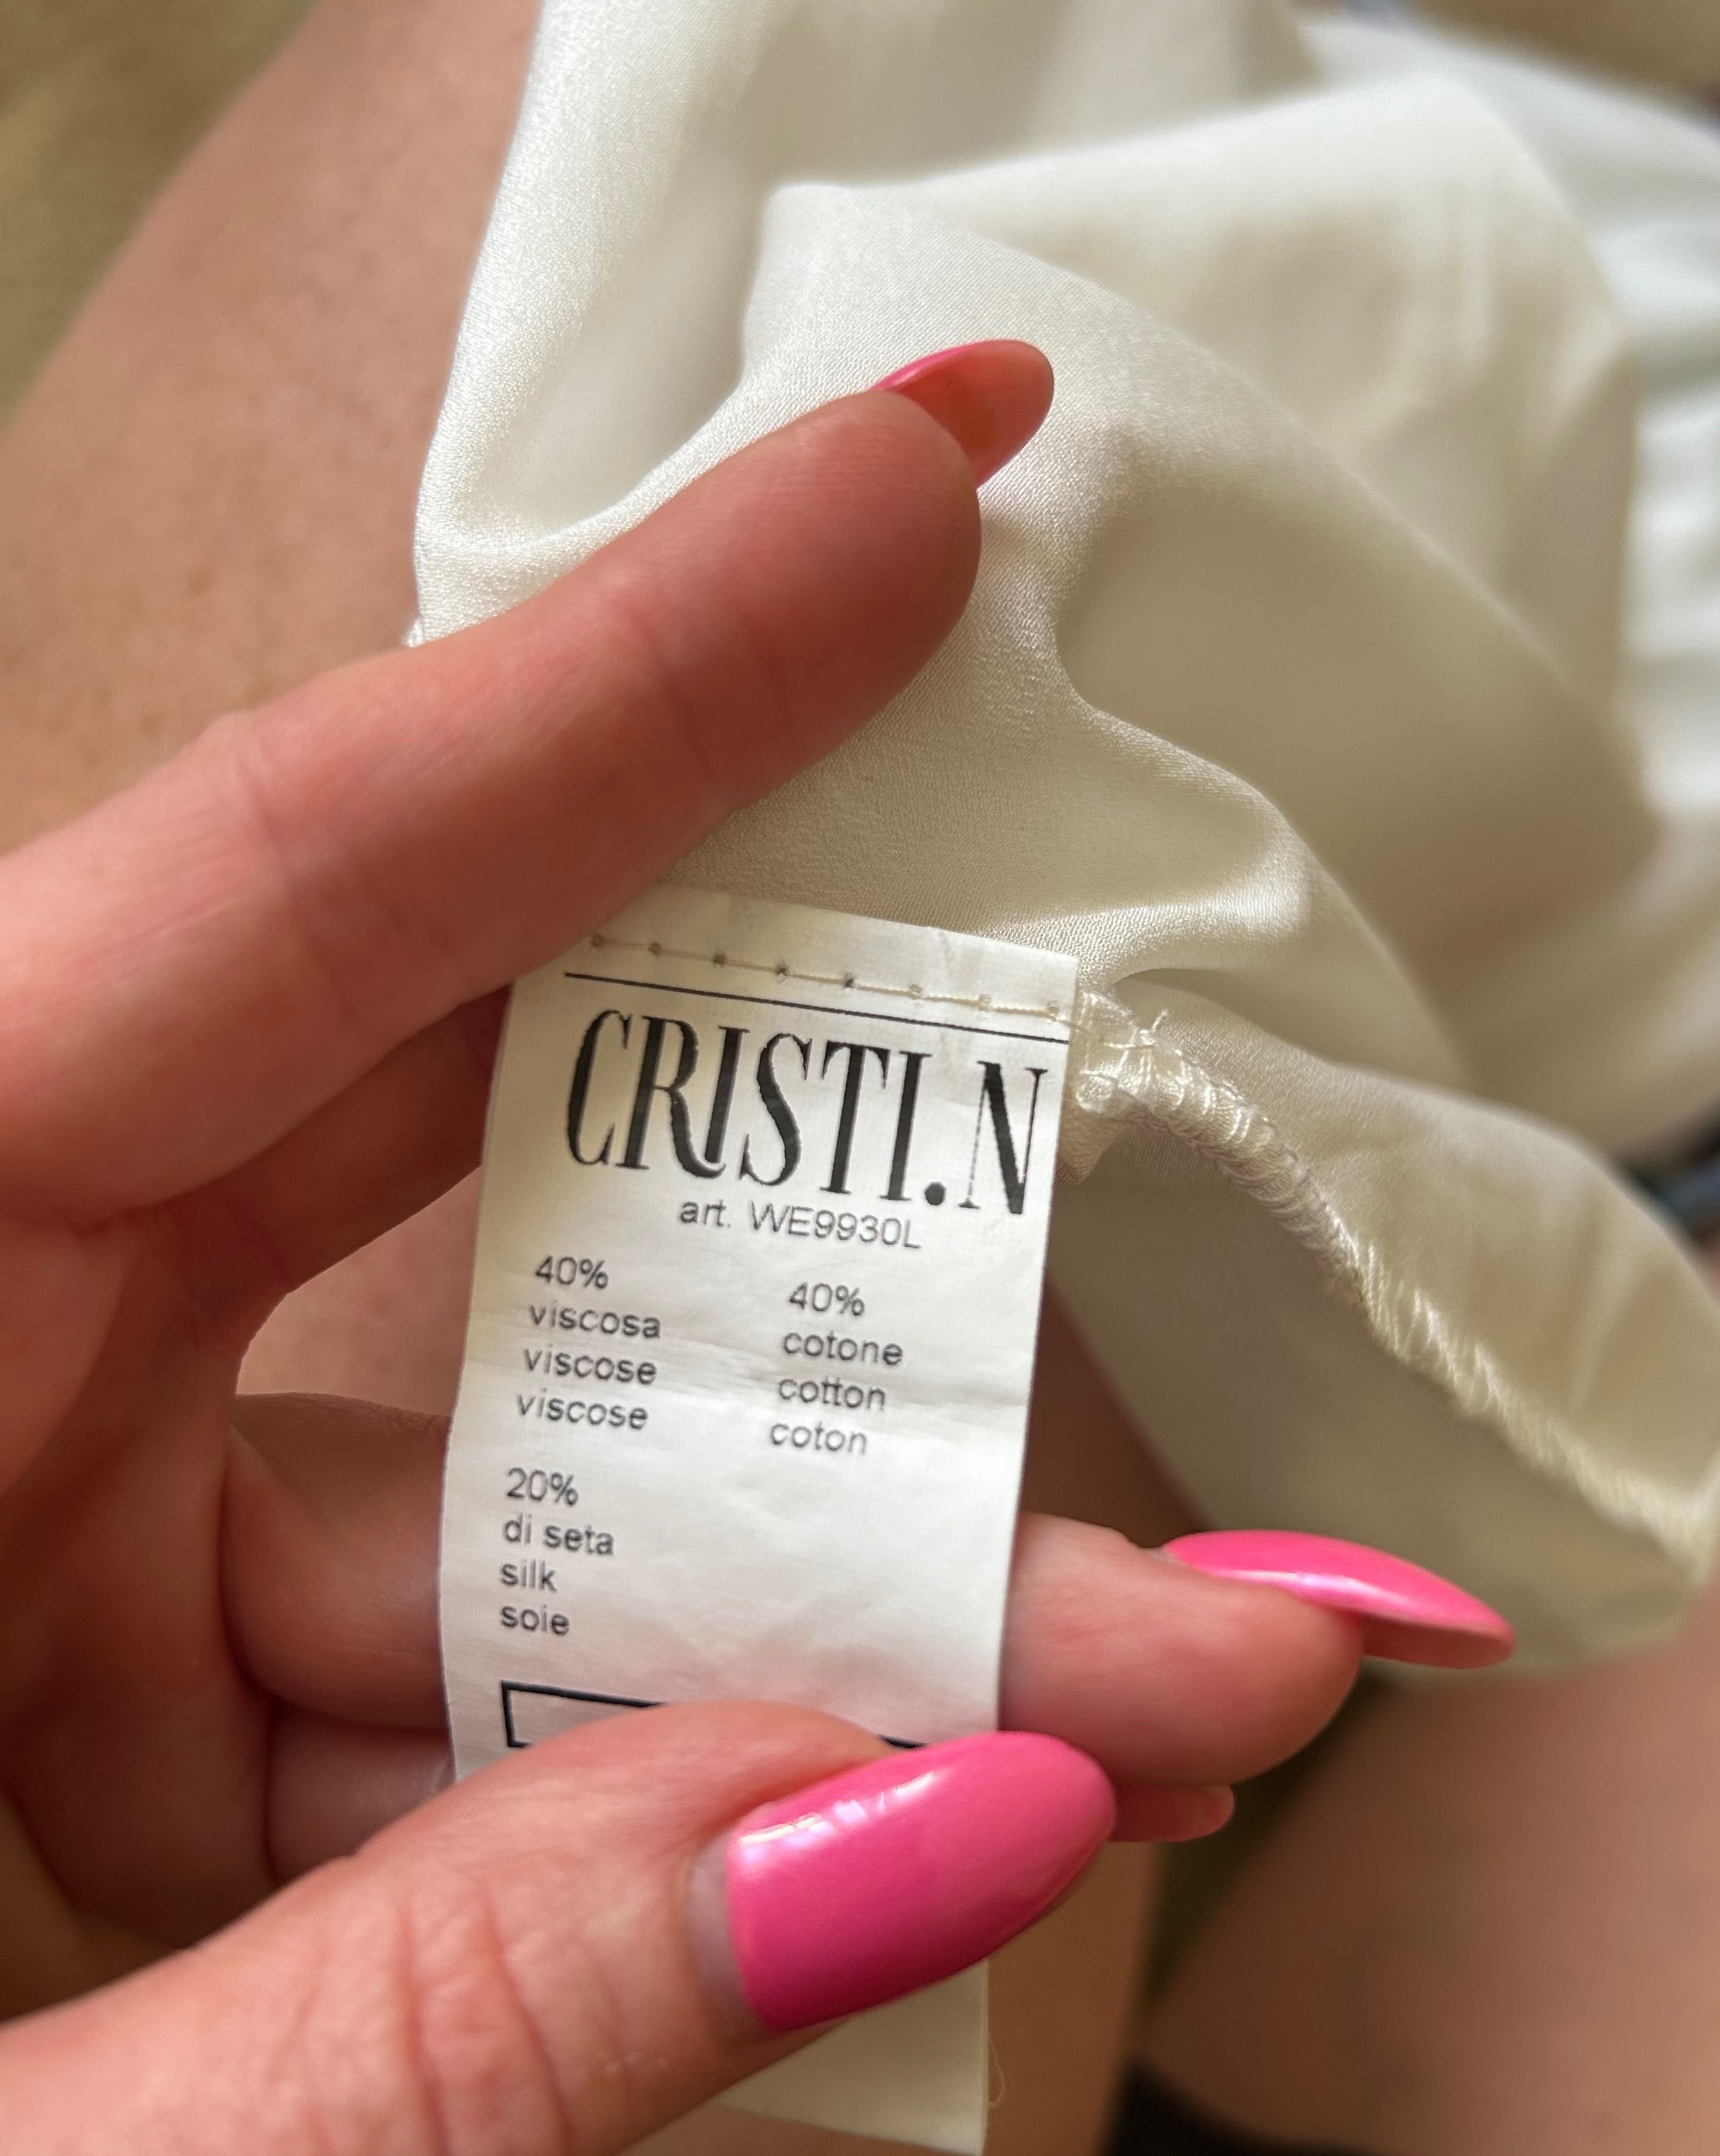 CRISTI.N
art. WE9930L
40%
viscosa
viscose
viscose
40%
cotone
cotton
coton
20%
di seta
silk
soie